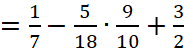 = 1/7 − 5/18 · 9/10 + 3/2